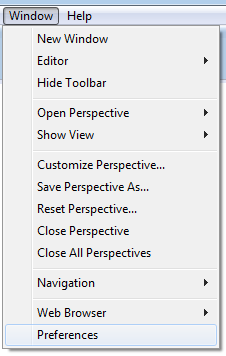 Window Help
New Window
Editor
Hide Toolbar
Open Perspective
Show View
Customize Perspective...
Save Perspective As...
Reset Perspective...
Close Perspective
Close All Perspectives
Navigation
Web Browser
Preferences